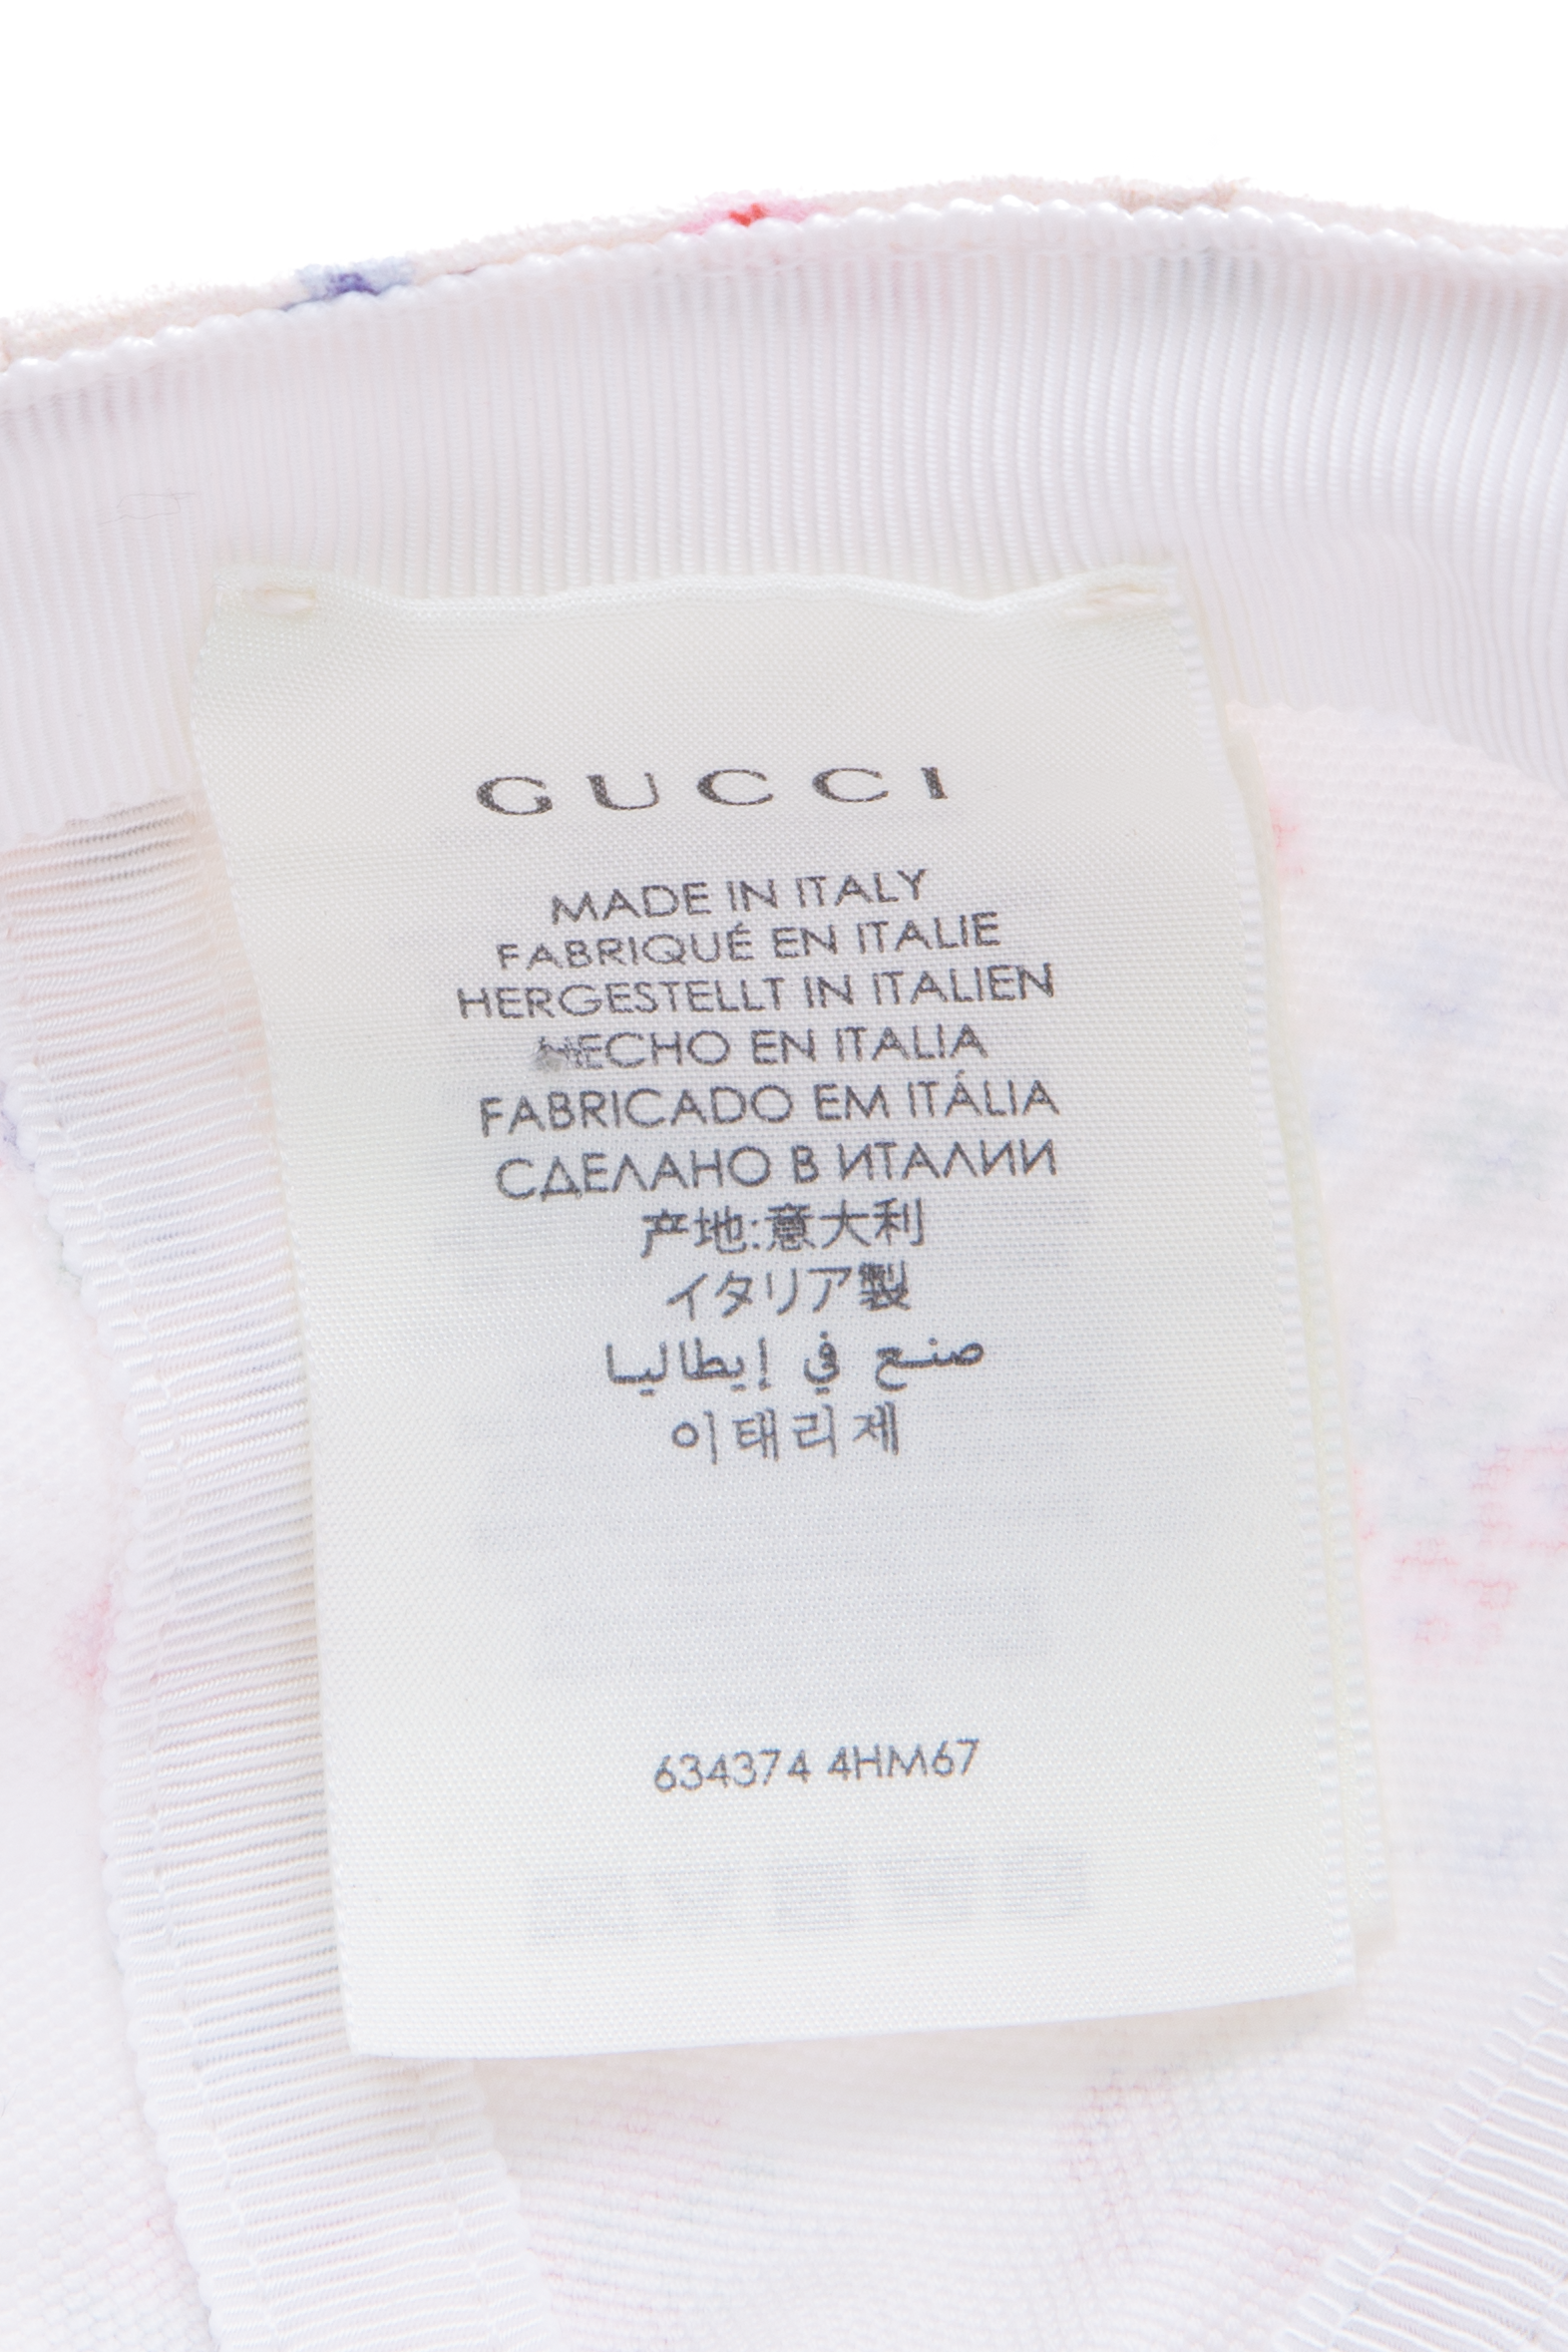 GUCCI
MADE IN ITALY
FABRIQUÉ EN ITALIE
HERGESTELLT IN ITALIEN
HECHO EN ITALIA
FABRICADO EM ITÁLIA
СДЕЛАНО В ИТАЛИИ
产地:意大利
イタリア製
صنع في إيطاليا
이태리제
634374 4HM67